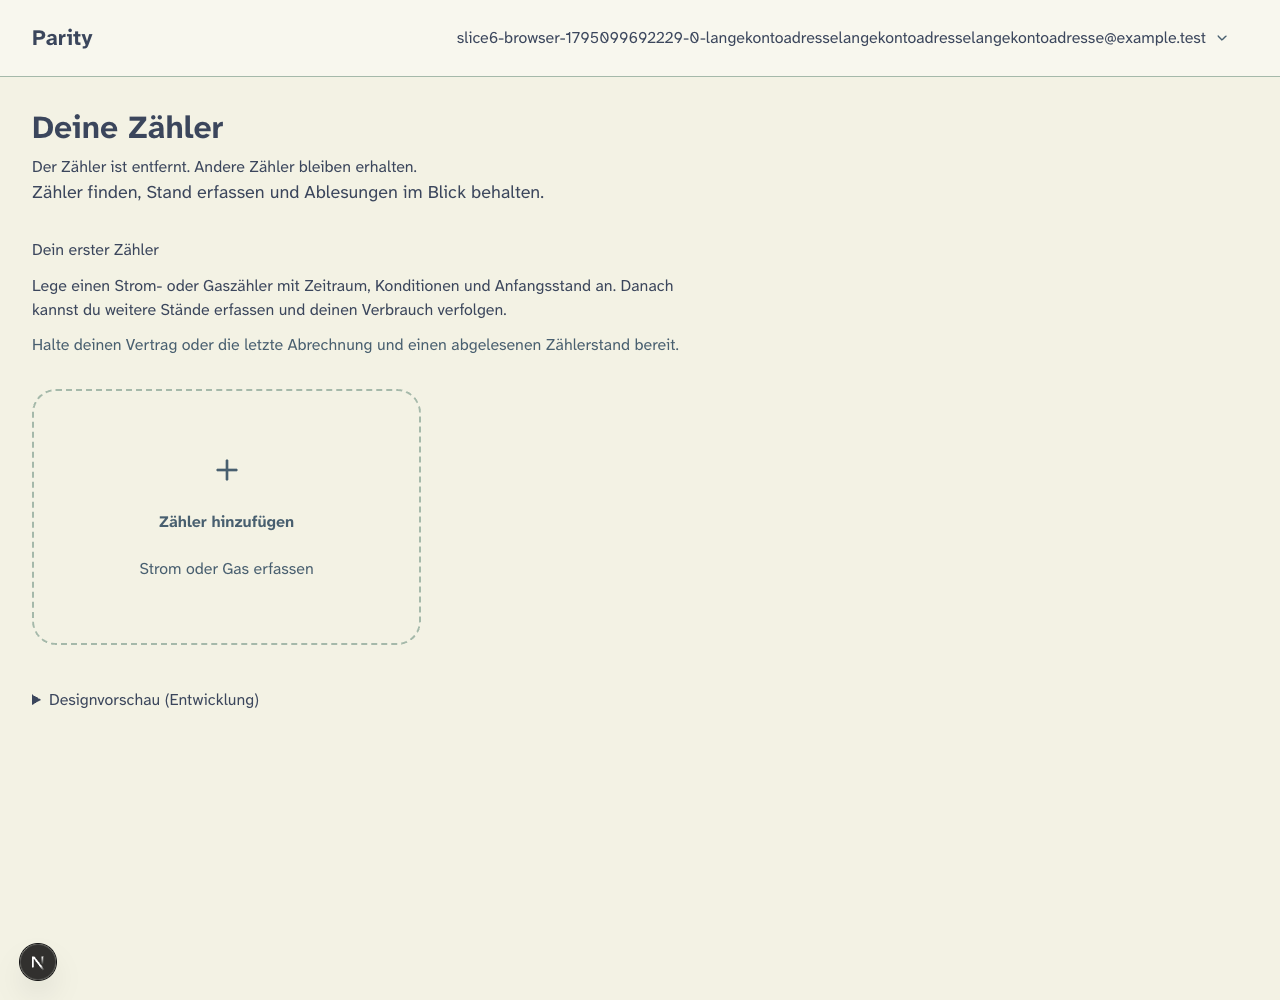 Parity
slice6-browser-1795099692229-0-langekontoadresselangekontoadresselangekontoadresse@example.test
Deine Zähler
Der Zähler ist entfernt. Andere Zähler bleiben erhalten.
Zähler finden, Stand erfassen und Ablesungen im Blick behalten.
Dein erster Zähler
Lege einen Strom- oder Gaszähler mit Zeitraum, Konditionen und Anfangsstand an. Danach
kannst du weitere Stände erfassen und deinen Verbrauch verfolgen.
Halte deinen Vertrag oder die letzte Abrechnung und einen abgelesenen Zählerstand bereit.
Zähler hinzufügen
Strom oder Gas erfassen
Designvorschau (Entwicklung)
N